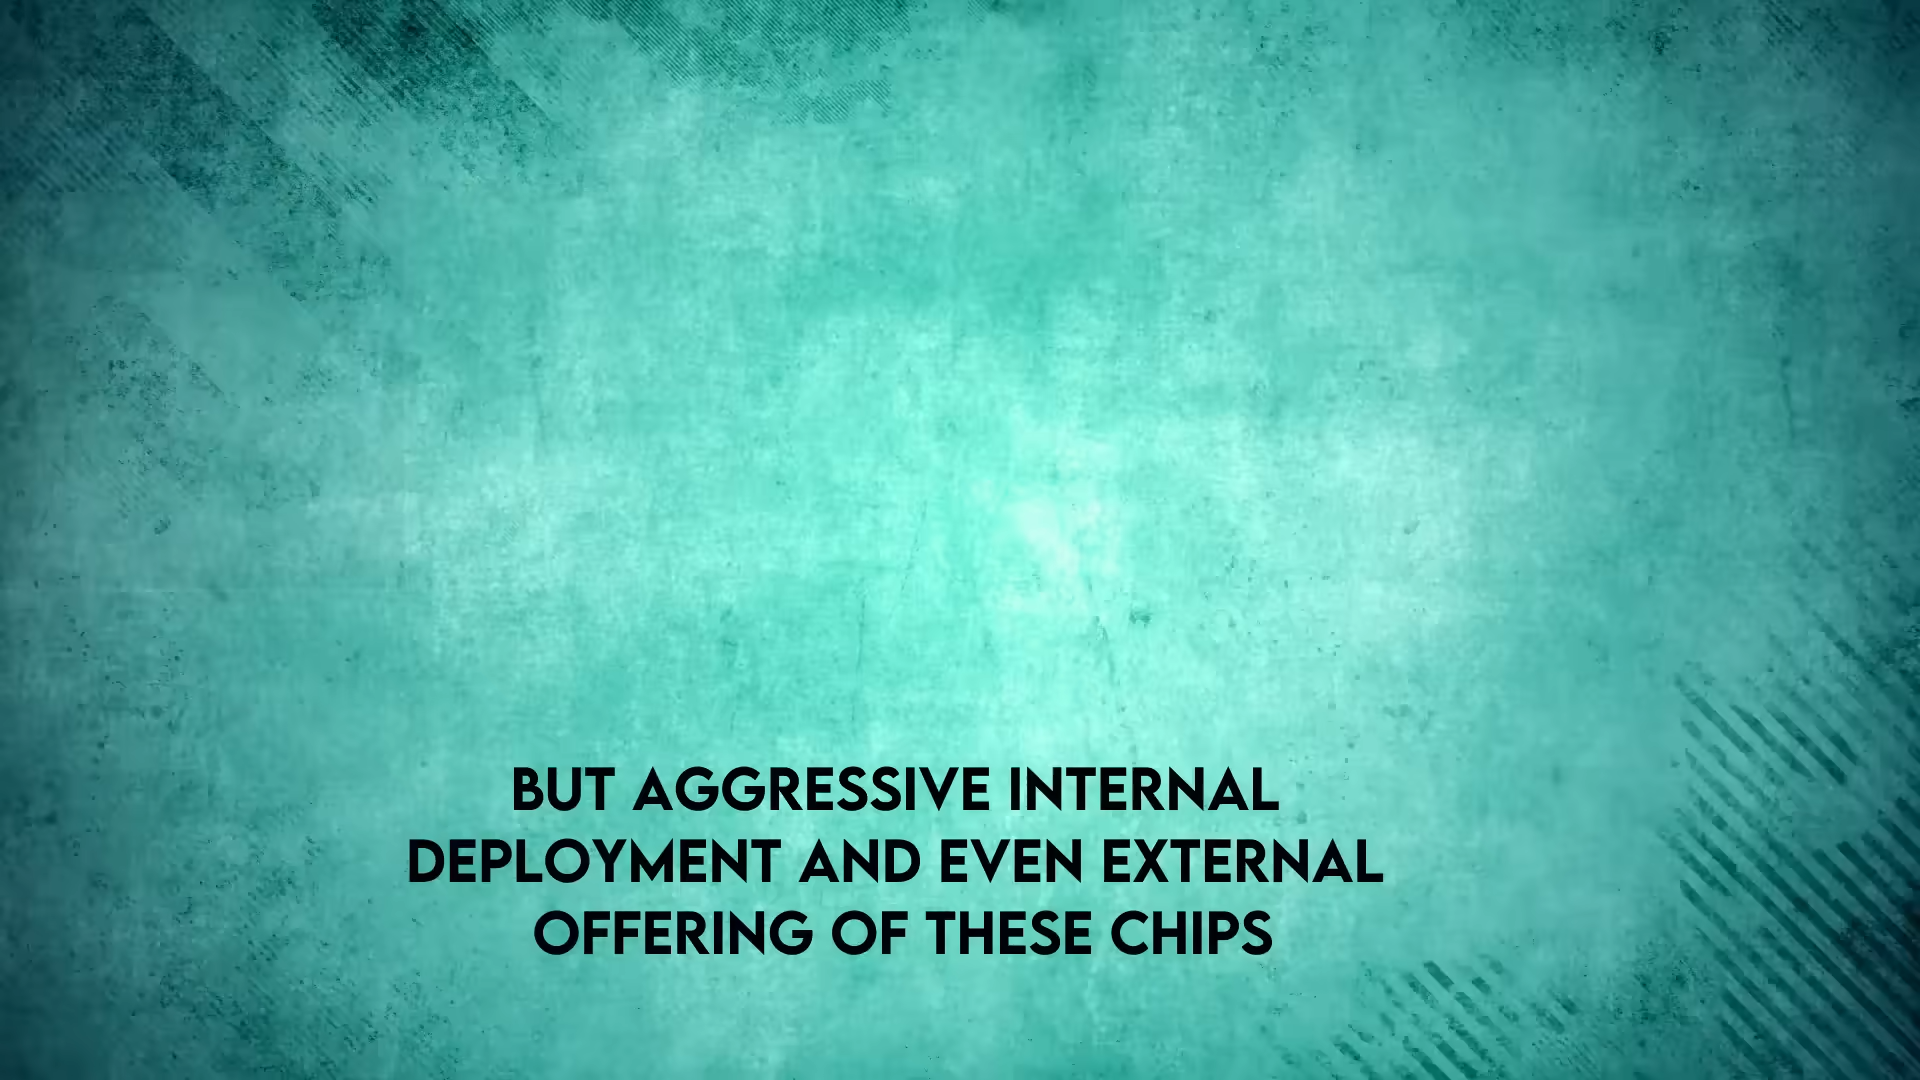 BUT AGGRESSIVE INTERNAL
DEPLOYMENT AND EVEN EXTERNAL
OFFERING OF THESE CHIPS